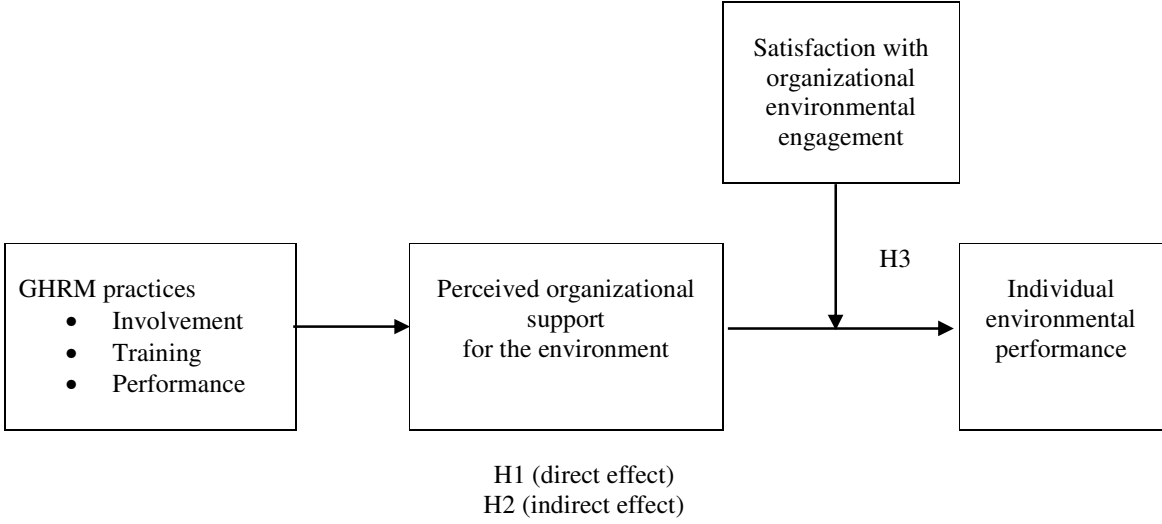 Satisfaction with
organizational
environmental
engagement
H3
GHRM practices
• Involvement
• Training
• Performance
Perceived organizational
support
for the environment
Individual
environmental
performance
H1 (direct effect)
H2 (indirect effect)